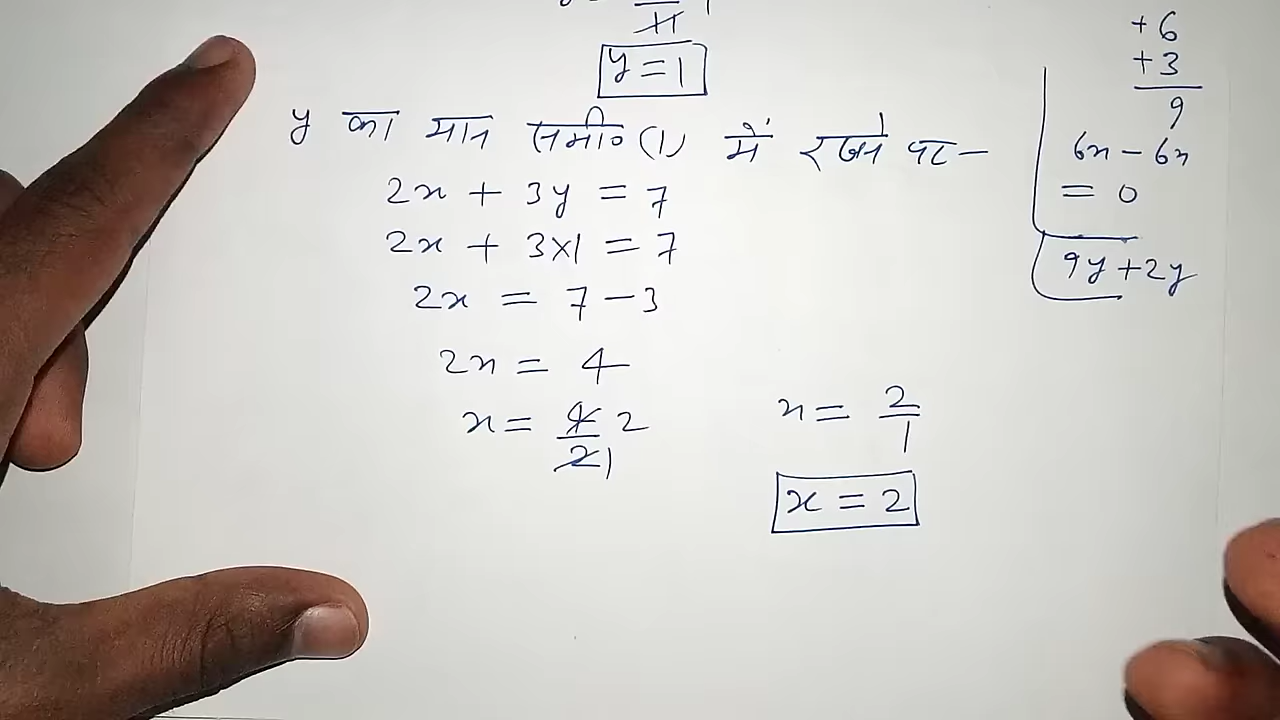 11
y = 1
y का मान समी० (1) में रखने पर -
2x + 3y = 7
2x + 3×1 = 7
2x = 7 - 3
2x = 4
x = 4/2 2 1
x = 2/1
x = 2
+6
+3
9
6x - 6x
= 0
9y + 2y